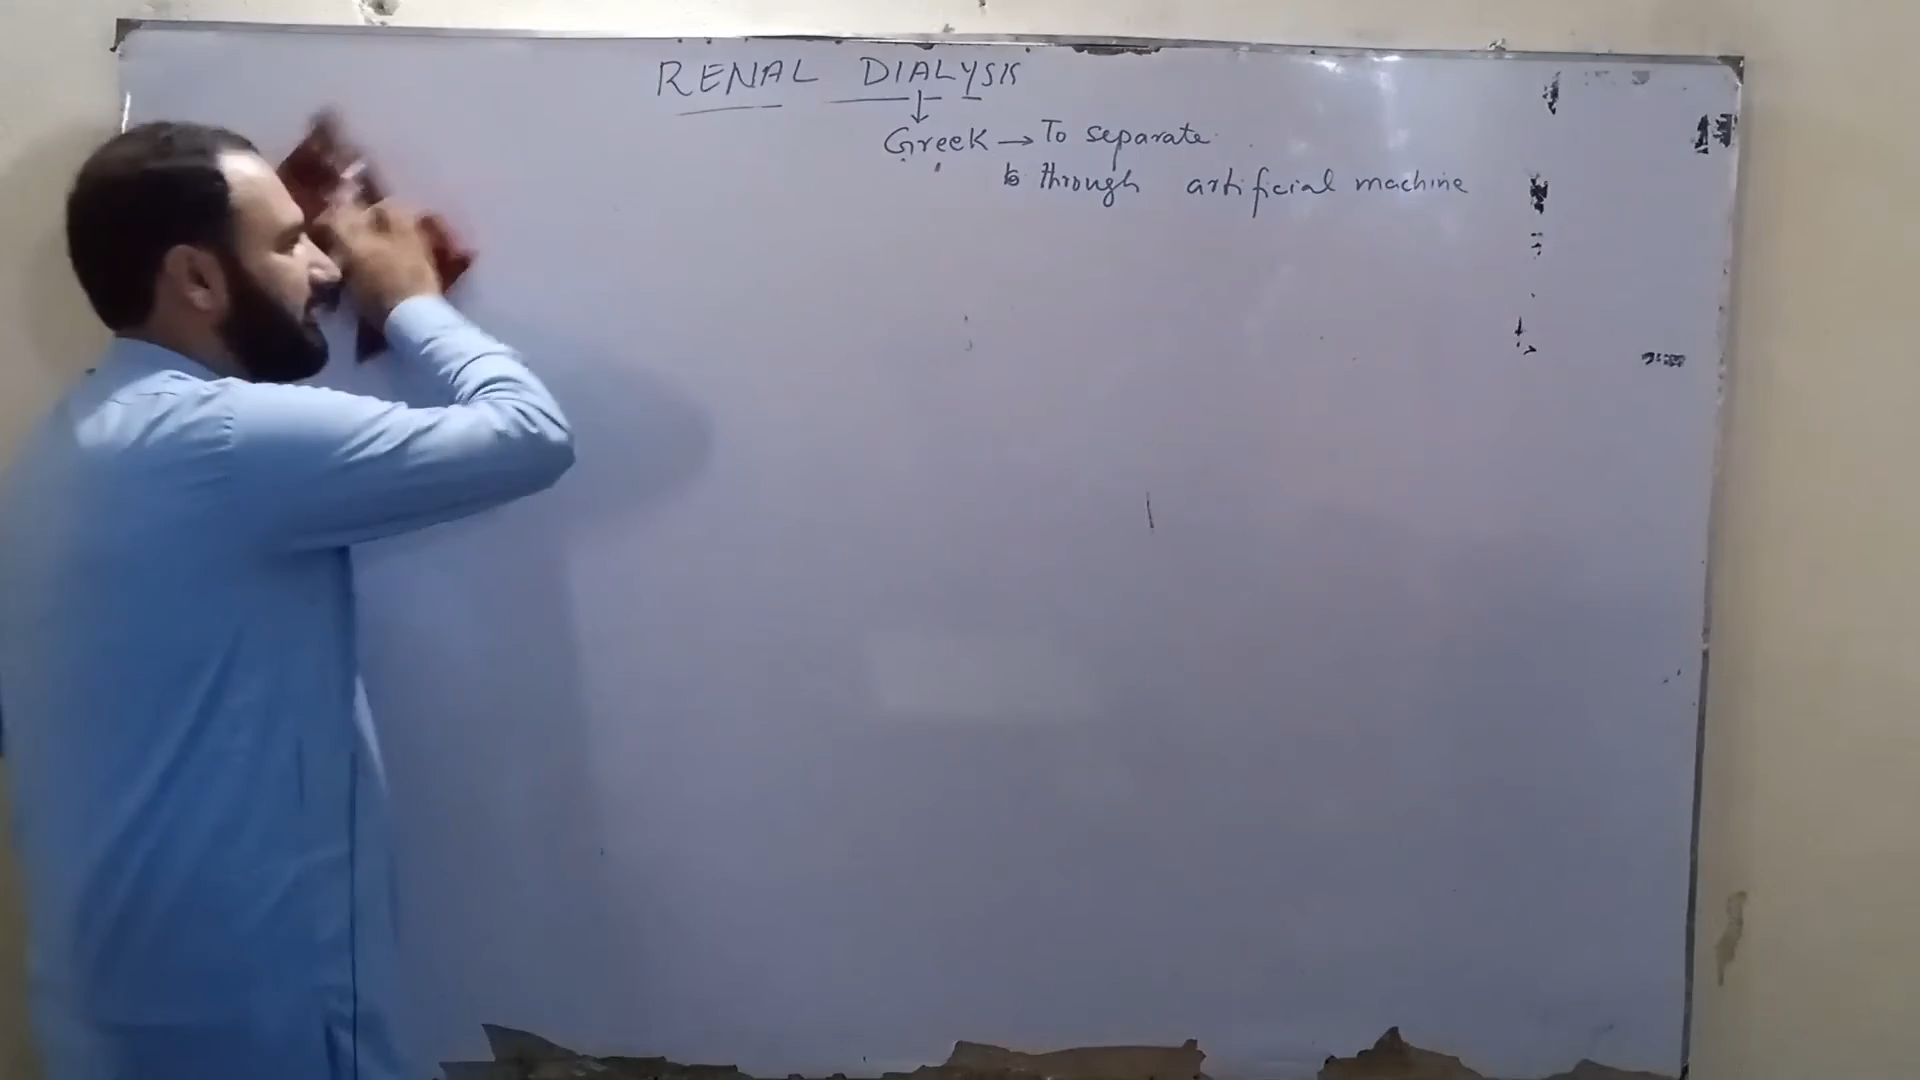 RENAL DIALYSIS
Greek → To separate
through artificial machine